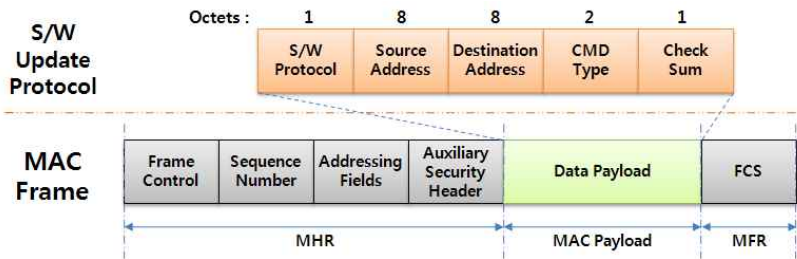 Octets : 1 8 8 2 1
S/W
Update
Protocol
S/W
Protocol
Source
Address
Destination
Address
CMD
Type
Check
Sum
MAC
Frame
Frame
Control
Sequence
Number
Addressing
Fields
Auxiliary
Security
Header
Data Payload
FCS
MHR
MAC Payload
MFR